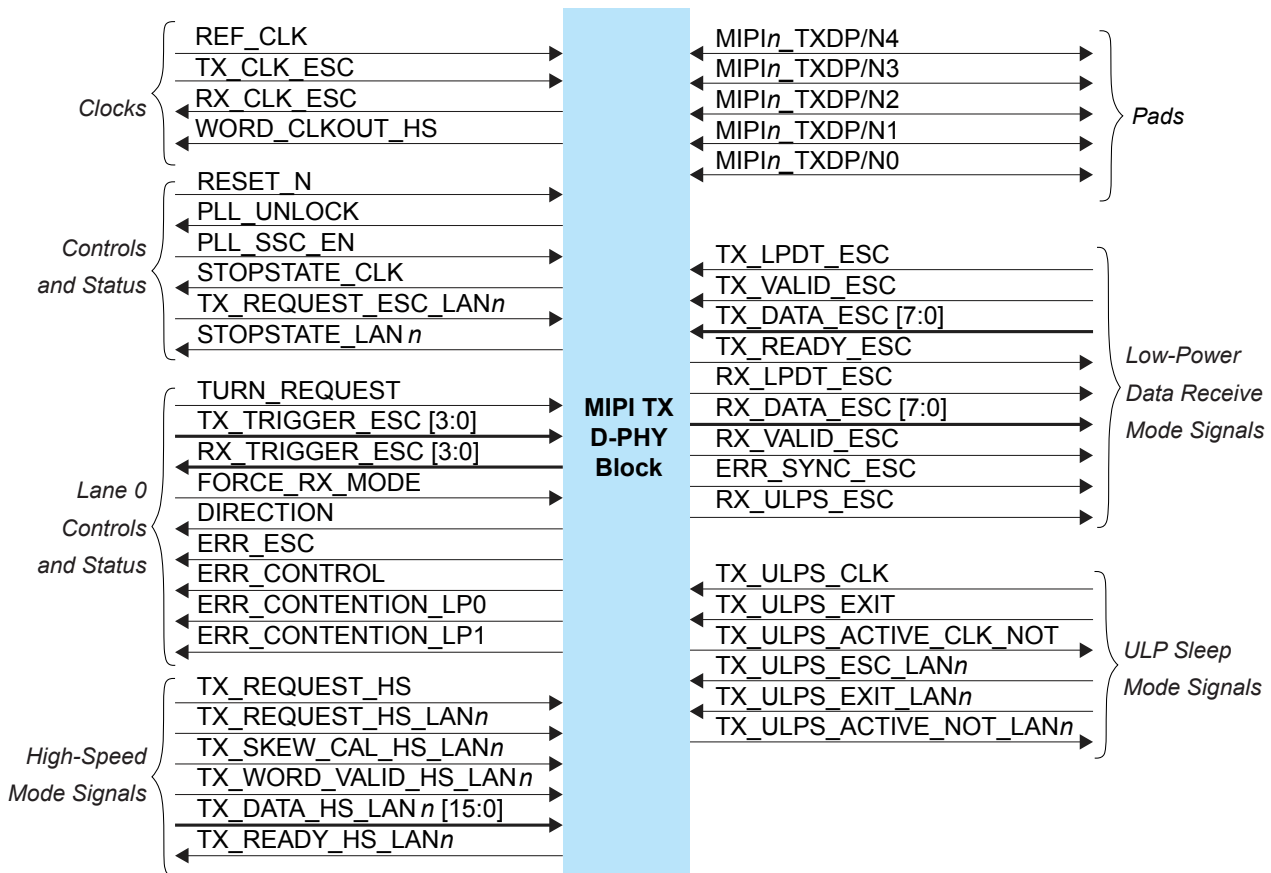 Clocks
REF_CLK
TX_CLK_ESC
RX_CLK_ESC
WORD_CLKOUT_HS
Controls
and Status
RESET_N
PLL_UNLOCK
PLL_SSC_EN
STOPSTATE_CLK
TX_REQUEST_ESC_LANn
STOPSTATE_LAN n
Lane 0
Controls
and Status
TURN_REQUEST
TX_TRIGGER_ESC [3:0]
RX_TRIGGER_ESC [3:0]
FORCE_RX_MODE
DIRECTION
ERR_ESC
ERR_CONTROL
ERR_CONTENTION_LP0
ERR_CONTENTION_LP1
High-Speed
Mode Signals
TX_REQUEST_HS
TX_REQUEST_HS_LANn
TX_SKEW_CAL_HS_LANn
TX_WORD_VALID_HS_LANn
TX_DATA_HS_LAN n [15:0]
TX_READY_HS_LANn
MIPI TX
D-PHY
Block
MIPIn_TXDP/N4
MIPIn_TXDP/N3
MIPIn_TXDP/N2
MIPIn_TXDP/N1
MIPIn_TXDP/N0
Pads
TX_LPDT_ESC
TX_VALID_ESC
TX_DATA_ESC [7:0]
TX_READY_ESC
RX_LPDT_ESC
RX_DATA_ESC [7:0]
RX_VALID_ESC
ERR_SYNC_ESC
RX_ULPS_ESC
Low-Power
Data Receive
Mode Signals
TX_ULPS_CLK
TX_ULPS_EXIT
TX_ULPS_ACTIVE_CLK_NOT
TX_ULPS_ESC_LANn
TX_ULPS_EXIT_LANn
TX_ULPS_ACTIVE_NOT_LANn
ULP Sleep
Mode Signals